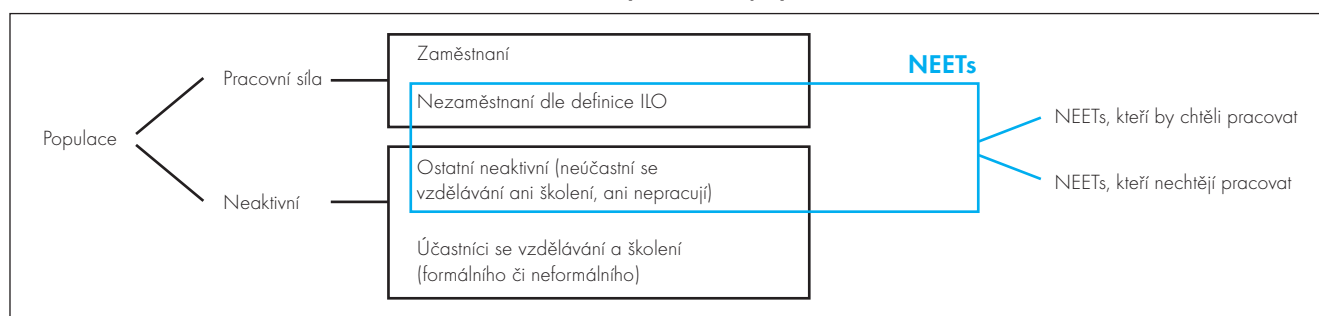 Zaměstnaní
NEETs
Pracovní síla
Nezaměstnaní dle definice ILO
NEETs, kteří by chtěli pracovat
Populace
Ostatní neaktivní (neúčastní se
vzdělávání ani školení, ani nepracují)
NEETs, kteří nechtějí pracovat
Neaktivní
Účastníci se vzdělávání a školení
(formálního či neformálního)